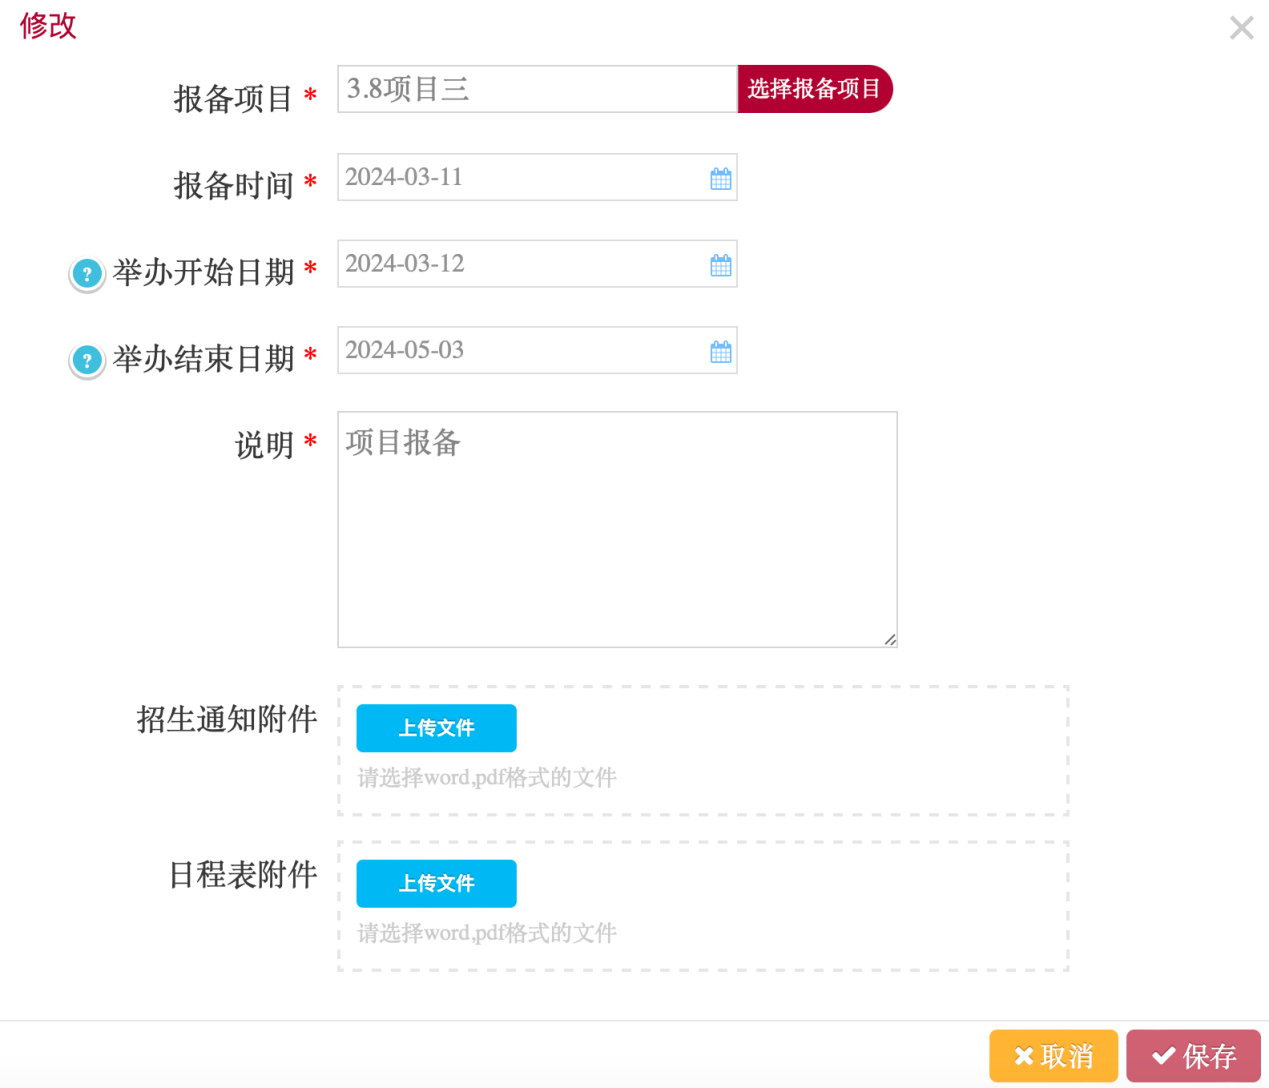 修改
报备项目 * 3.8项目三 选择报备项目
报备时间 * 2024-03-11
? 举办开始日期 * 2024-03-12
? 举办结束日期 * 2024-05-03
说明 * 项目报备
招生通知附件 上传文件
请选择word,pdf格式的文件
日程表附件 上传文件
请选择word,pdf格式的文件
取消 保存